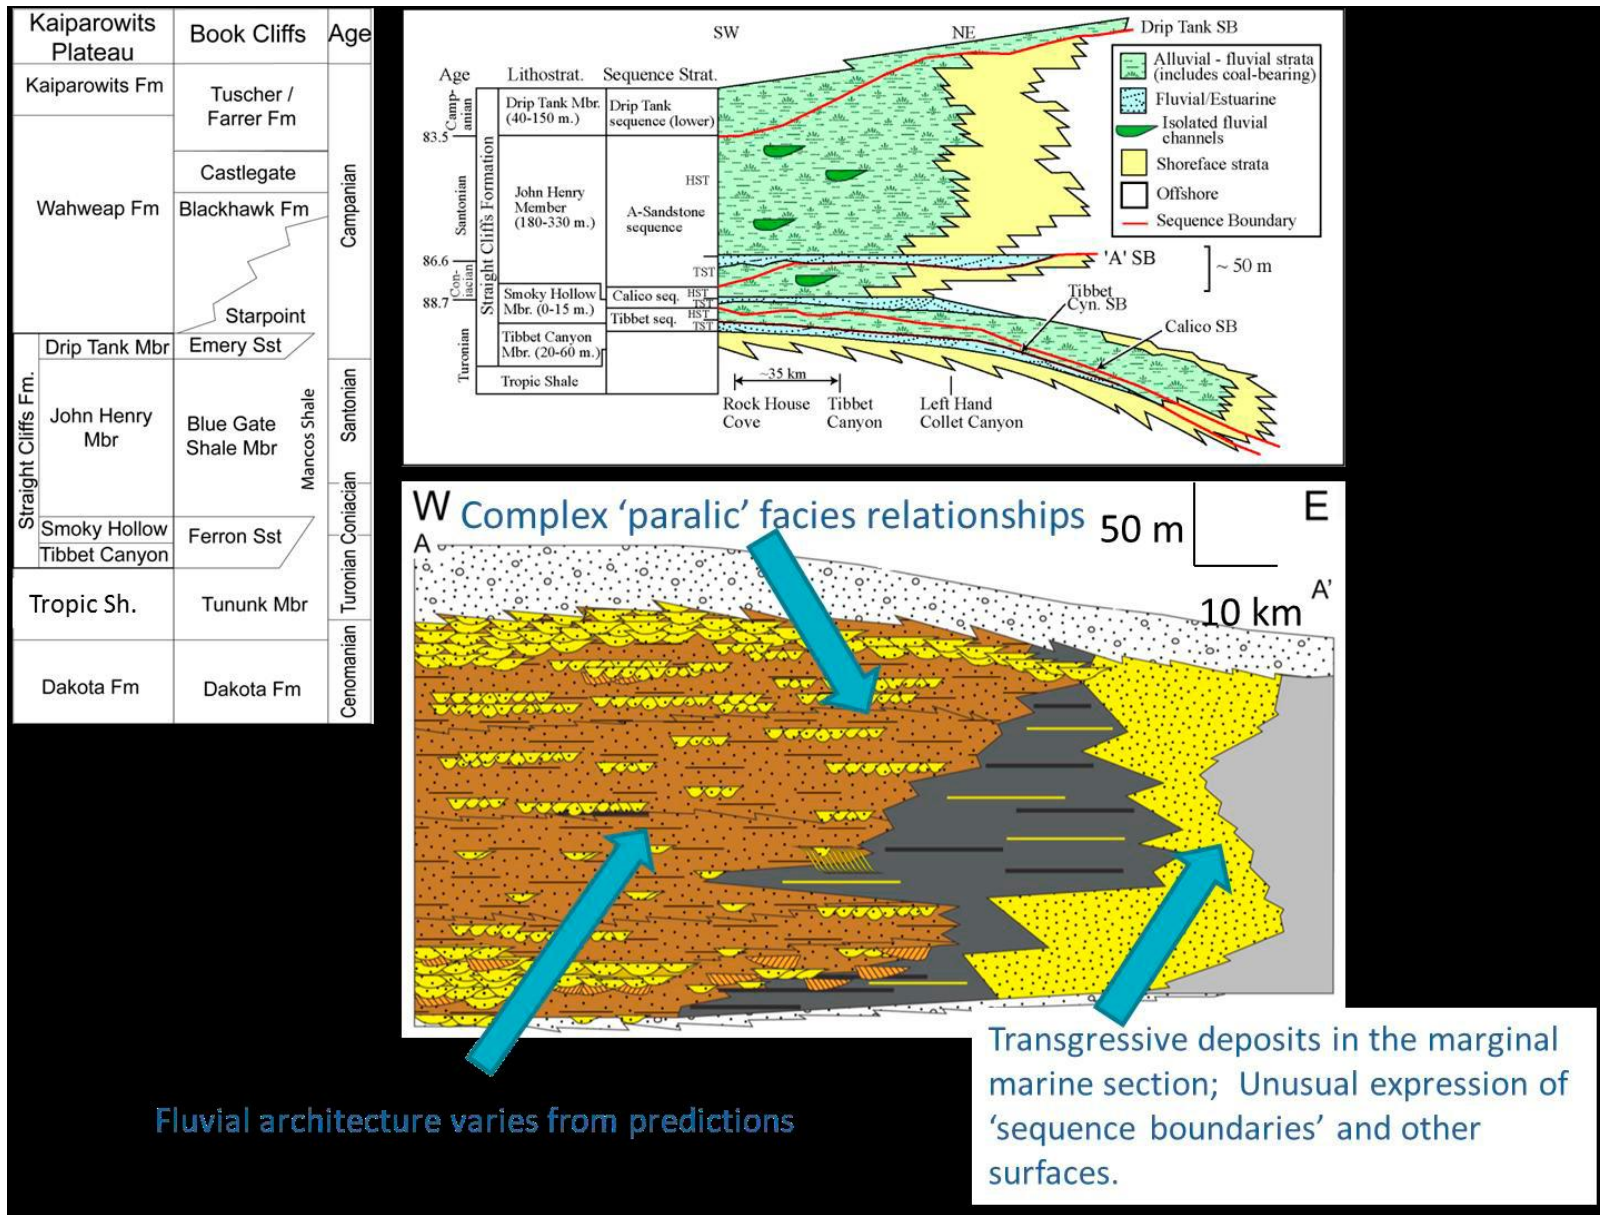 Kaiparowits
Plateau
Book Cliffs
Age
Kaiparowits Fm
Tuscher /
Farrer Fm
Castlegate
Wahweap Fm
Blackhawk Fm
Campanian
Starpoint
Drip Tank Mbr
Emery Sst
Straight Cliffs Fm.
John Henry
Mbr
Blue Gate
Shale Mbr
Mancos Shale
Santonian
Coniacian
Smoky Hollow
Tibbet Canyon
Ferron Sst
Turonian
Tropic Sh.
Tununk Mbr
Cenomanian
Dakota Fm
Dakota Fm
SW
NE
Drip Tank SB
Age
Lithostrat.
Sequence Strat.
Camp-
anian
Drip Tank Mbr.
(40-150 m.)
Drip Tank
sequence (lower)
83.5
Straight Cliffs Formation
Santonian
John Henry
Member
(180-330 m.)
A-Sandstone
sequence
HST
86.6
Con-
iacian
TST
88.7
Smoky Hollow
Mbr. (0-15 m.)
Calico seq.
HST
TST
Tibbet seq.
HST
TST
Turonian
Tibbet Canyon
Mbr. (20-60 m.)
Tropic Shale
~35 km
Rock House
Cove
Tibbet
Canyon
Left Hand
Collet Canyon
'A' SB
~ 50 m
Tibbet
Cyn. SB
Calico SB
Alluvial - fluvial strata
(includes coal-bearing)
Fluvial/Estuarine
Isolated fluvial
channels
Shoreface strata
Offshore
Sequence Boundary
W
Complex ‘paralic’ facies relationships
50 m
E
A
A'
10 km
Fluvial architecture varies from predictions
Transgressive deposits in the marginal
marine section; Unusual expression of
‘sequence boundaries’ and other
surfaces.